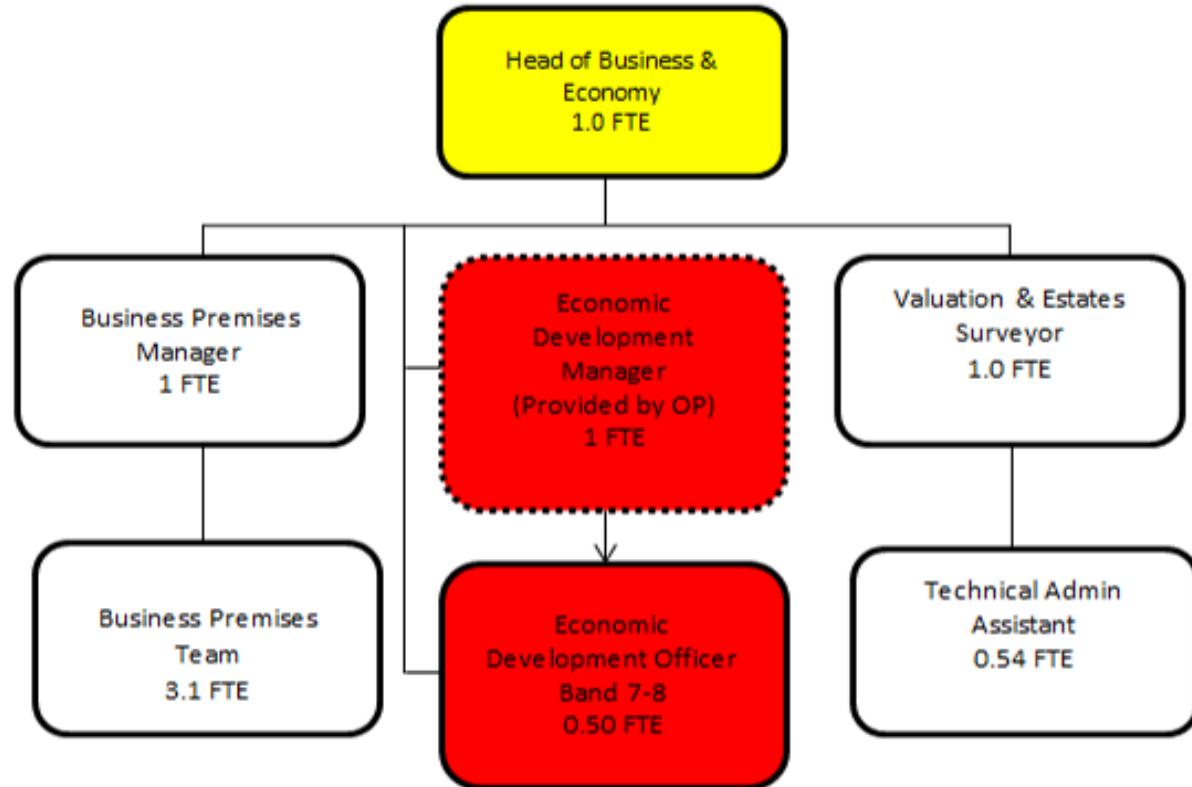 Head of Business &
Economy
1.0 FTE
Business Premises
Manager
1 FTE
Economic
Development
Manager
(Provided by OP)
1 FTE
Valuation & Estates
Surveyor
1.0 FTE
Business Premises
Team
3.1 FTE
Economic
Development Officer
Band 7-8
0.50 FTE
Technical Admin
Assistant
0.54 FTE